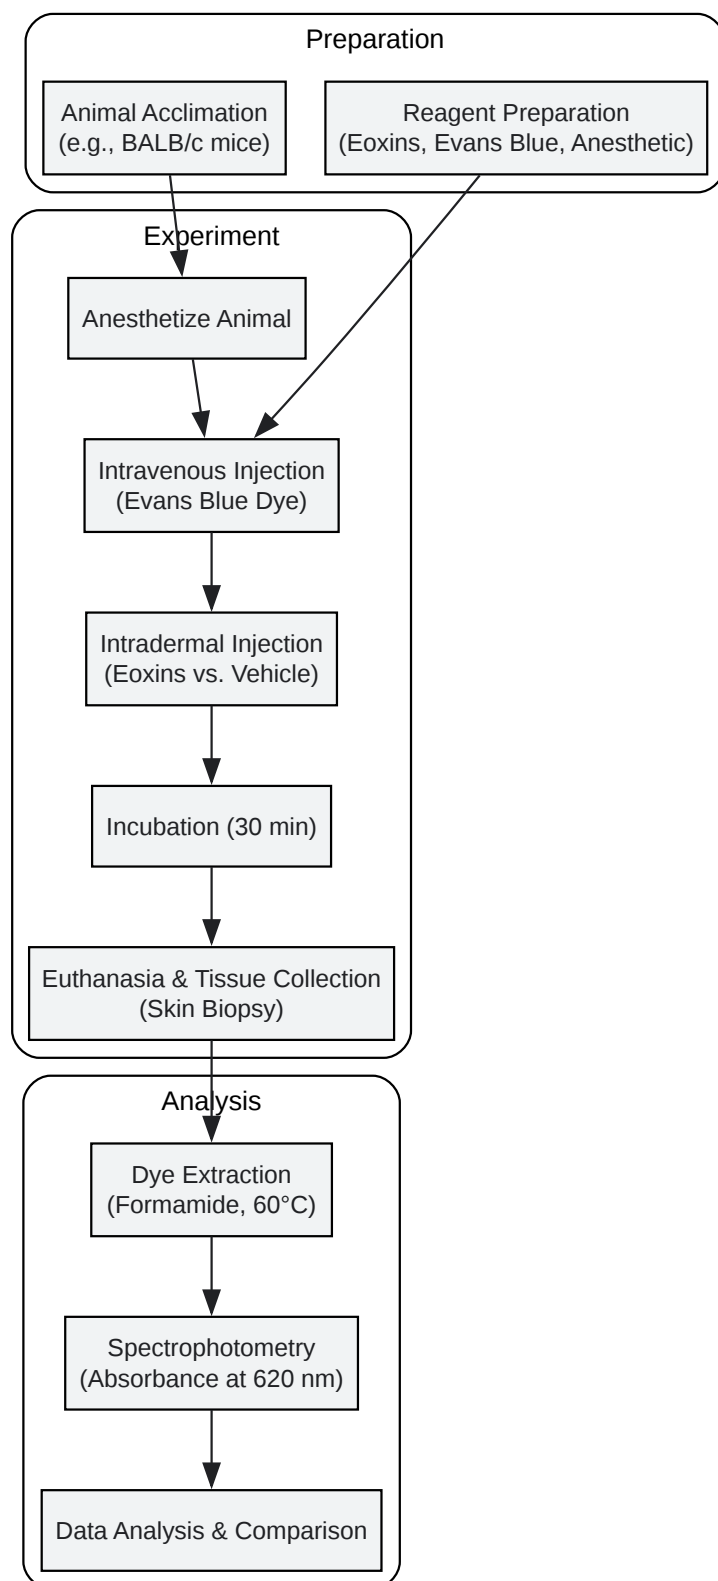 Preparation
Animal Acclimation
(e.g., BALB/c mice)
Reagent Preparation
(Eoxins, Evans Blue, Anesthetic)
Experiment
Anesthetize Animal
Intravenous Injection
(Evans Blue Dye)
Intradermal Injection
(Eoxins vs. Vehicle)
Incubation (30 min)
Euthanasia & Tissue Collection
(Skin Biopsy)
Analysis
Dye Extraction
(Formamide, 60°C)
Spectrophotometry
(Absorbance at 620 nm)
Data Analysis & Comparison